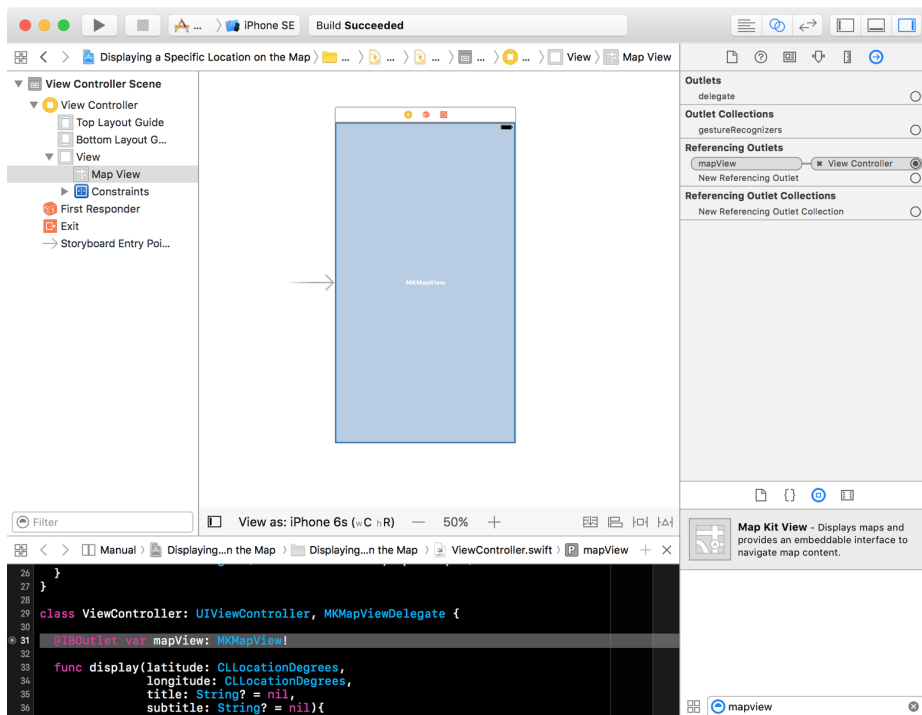 ... iPhone SE
Build Succeeded
Displaying a Specific Location on the Map ... ... ... ... ... View Map View
View Controller Scene
View Controller
Top Layout Guide
Bottom Layout G...
View
Map View
Constraints
First Responder
Exit
Storyboard Entry Poi...
Filter
MKMapView
View as: iPhone 6s (wC hR) — 50% +
Outlets
delegate
Outlet Collections
gestureRecognizers
Referencing Outlets
mapView View Controller
New Referencing Outlet
Referencing Outlet Collections
New Referencing Outlet Collection
{}
Map Kit View - Displays maps and
provides an embeddable interface to
navigate map content.
mapview
Manual Displaying...n the Map Displaying...n the Map ViewController.swift P mapView
26 }
27 }
28
29 class ViewController: UIViewController, MKMapViewDelegate {
30
31 @IBOutlet var mapView: MKMapView!
32
33 func display(latitude: CLLocationDegrees,
34 longitude: CLLocationDegrees,
35 title: String? = nil,
36 subtitle: String? = nil){